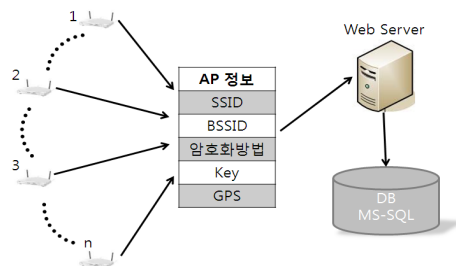 1
2
3
n
AP 정보
SSID
BSSID
암호화방법
Key
GPS
Web Server
DB
MS-SQL